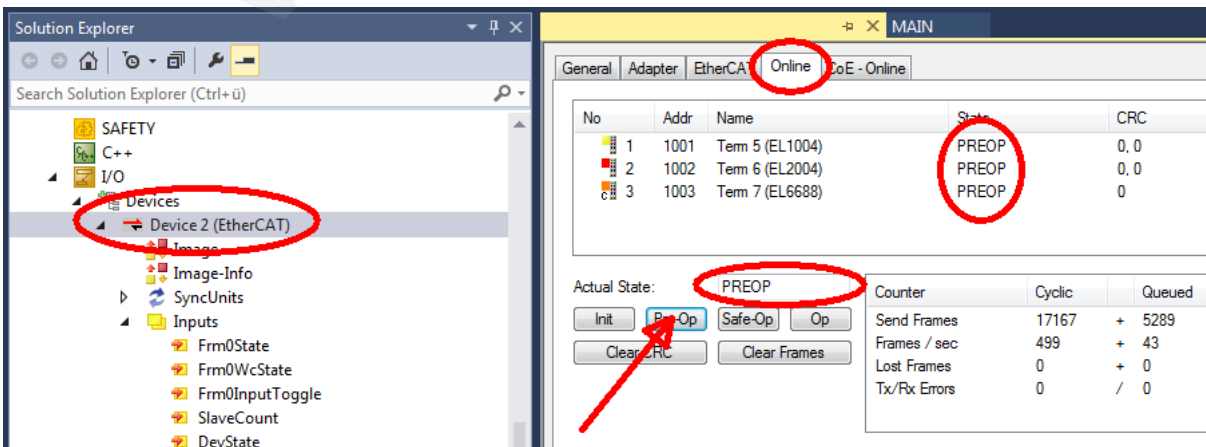 Solution Explorer
Search Solution Explorer (Ctrl+ü)
SAFETY
C++
I/O
Devices
Device 2 (EtherCAT)
Image
Image-Info
SyncUnits
Inputs
Frm0State
Frm0WcState
Frm0InputToggle
SlaveCount
DevState
MAIN
General Adapter EtherCAT Online CoE - Online
No Addr Name State CRC
1 1001 Term 5 (EL1004) PREOP 0, 0
2 1002 Term 6 (EL2004) PREOP 0, 0
3 1003 Term 7 (EL6688) PREOP 0
Actual State: PREOP
Init Pre-Op Safe-Op Op
Clear CRC Clear Frames
Counter Cyclic Queued
Send Frames 17167 + 5289
Frames / sec 499 + 43
Lost Frames 0 + 0
Tx/Rx Errors 0 / 0